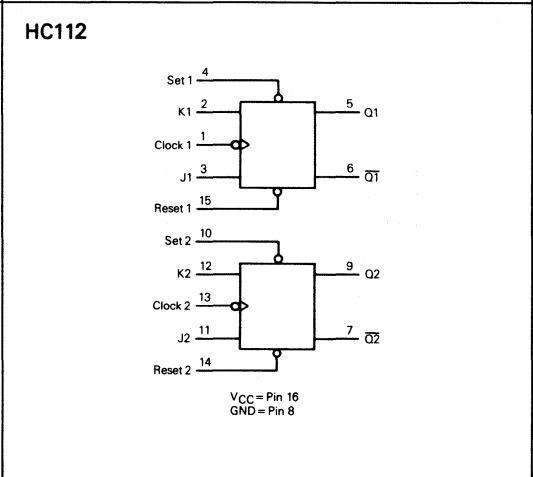 HC112
Set 1 4
K1 2 5 Q1
Clock 1 1
J1 3 6 Q1
Reset 1 15
Set 2 10
K2 12 9 Q2
Clock 2 13
J2 11 7 Q2
Reset 2 14
VCC = Pin 16
GND = Pin 8